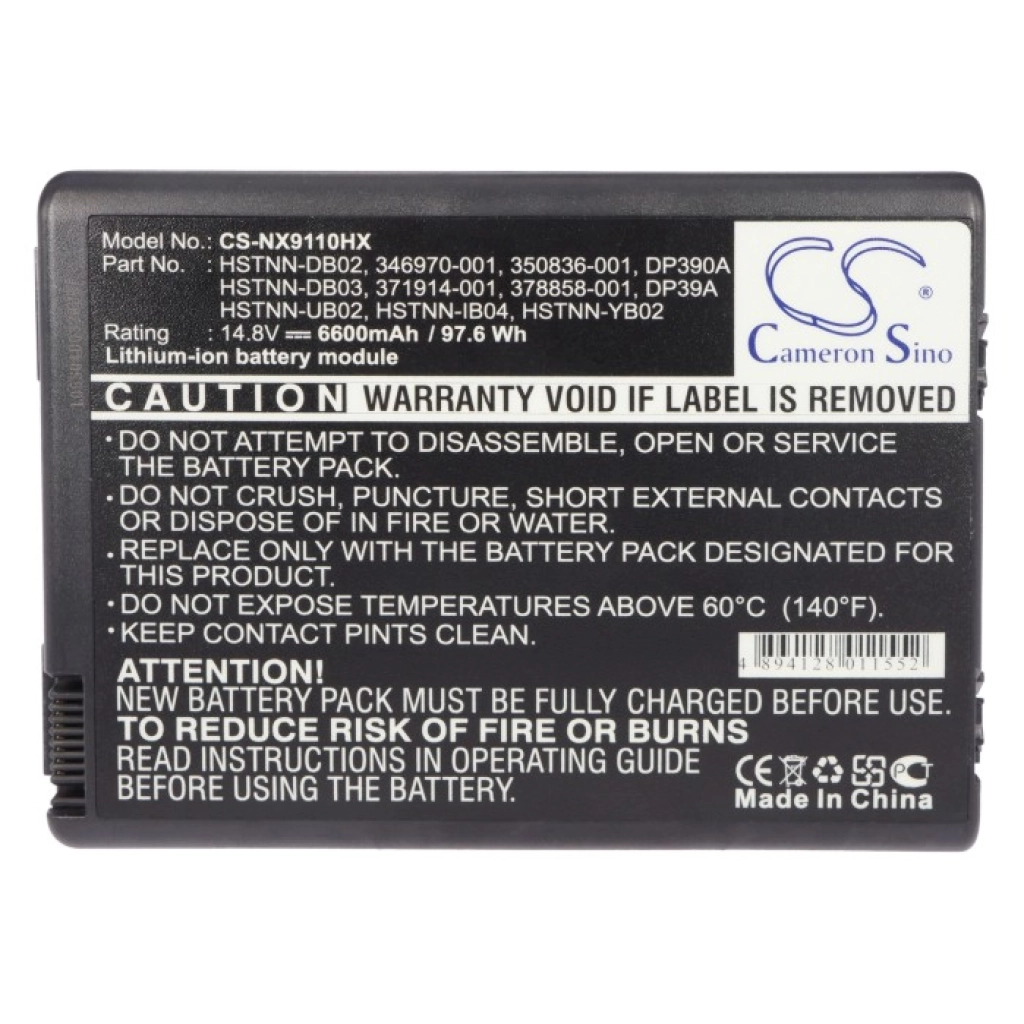 Model No.: CS-NX9110HX
Part No. : HSTNN-DB02, 346970-001, 350836-001, DP390A
HSTNN-DB03, 371914-001, 378858-001, DP39A
HSTNN-UB02, HSTNN-IB04, HSTNN-YB02
Rating : 14.8V 6600mAh / 97.6 Wh
Lithium-ion battery module
CS ®
Cameron Sino
CAUTION WARRANTY VOID IF LABEL IS REMOVED
• DO NOT ATTEMPT TO DISASSEMBLE, OPEN OR SERVICE
THE BATTERY PACK.
• DO NOT CRUSH, PUNCTURE, SHORT EXTERNAL CONTACTS
OR DISPOSE OF IN FIRE OR WATER.
• REPLACE ONLY WITH THE BATTERY PACK DESIGNATED FOR
THIS PRODUCT.
• DO NOT EXPOSE TEMPERATURES ABOVE 60°C (140°F).
• KEEP CONTACT PINTS CLEAN.
4 894128 011552
ATTENTION!
NEW BATTERY PACK MUST BE FULLY CHARGED BEFORE USE.
TO REDUCE RISK OF FIRE OR BURNS
READ INSTRUCTIONS IN OPERATING GUIDE
BEFORE USING THE BATTERY.
CE PCT
Made In China